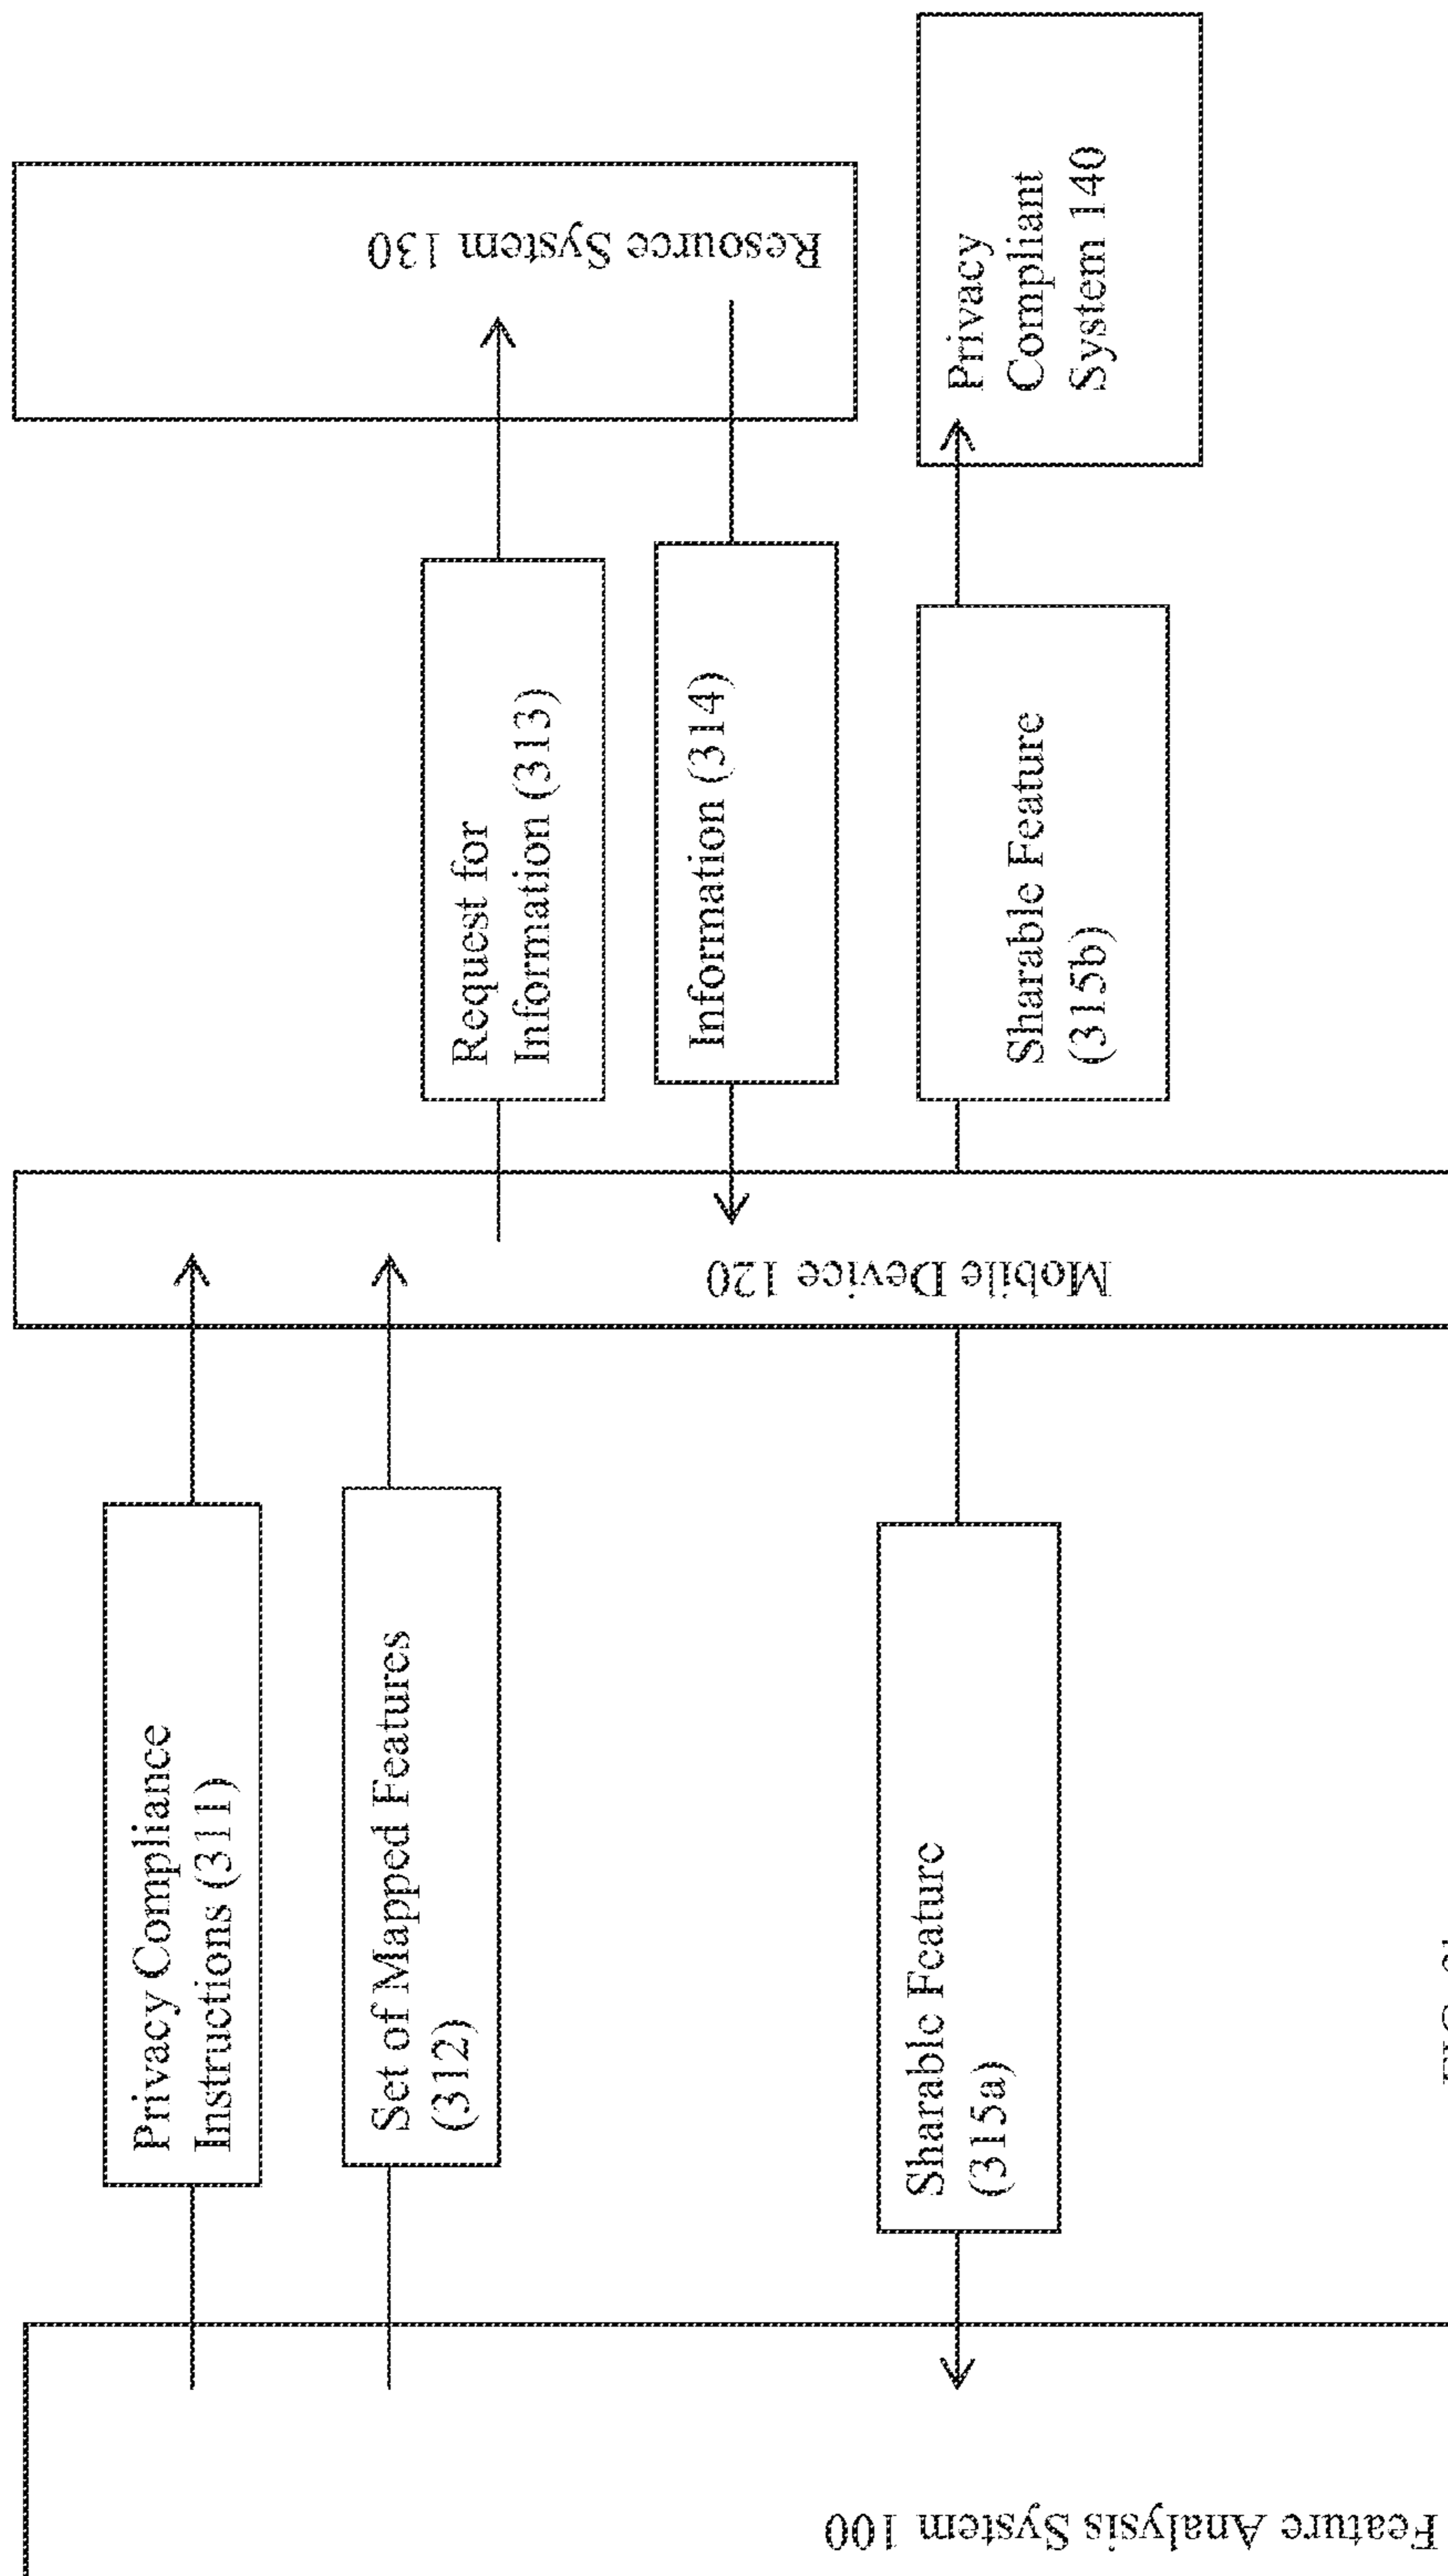 Feature Analysis System 100
Privacy Compliance
Instructions (311)
Set of Mapped Features
(312)
Sharable Feature
(315a)
Mobile Device 120
Request for
Information (313)
Information (314)
Sharable Feature
(315b)
Resource System 130
Privacy
Compliant
System 140